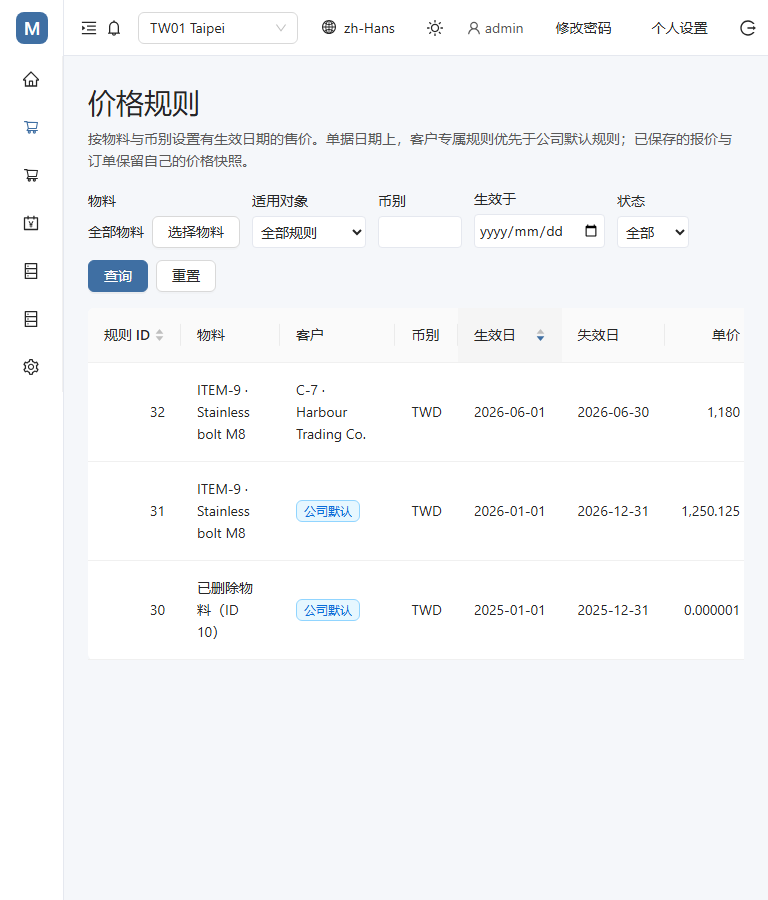 M
TW01 Taipei
zh-Hans
admin
修改密码
个人设置
价格规则
按物料与币别设置有生效日期的售价。单据日期上，客户专属规则优先于公司默认规则；已保存的报价与
订单保留自己的价格快照。
物料
适用对象
币别
生效于
状态
全部物料
选择物料
全部规则
yyyy/mm/dd
全部
查询
重置
规则 ID
物料
客户
币别
生效日
失效日
单价
32
ITEM-9 ·
Stainless
bolt M8
C-7 ·
Harbour
Trading Co.
TWD
2026-06-01
2026-06-30
1,180
31
ITEM-9 ·
Stainless
bolt M8
公司默认
TWD
2026-01-01
2026-12-31
1,250.125
30
已删除物
料（ID
10）
公司默认
TWD
2025-01-01
2025-12-31
0.000001